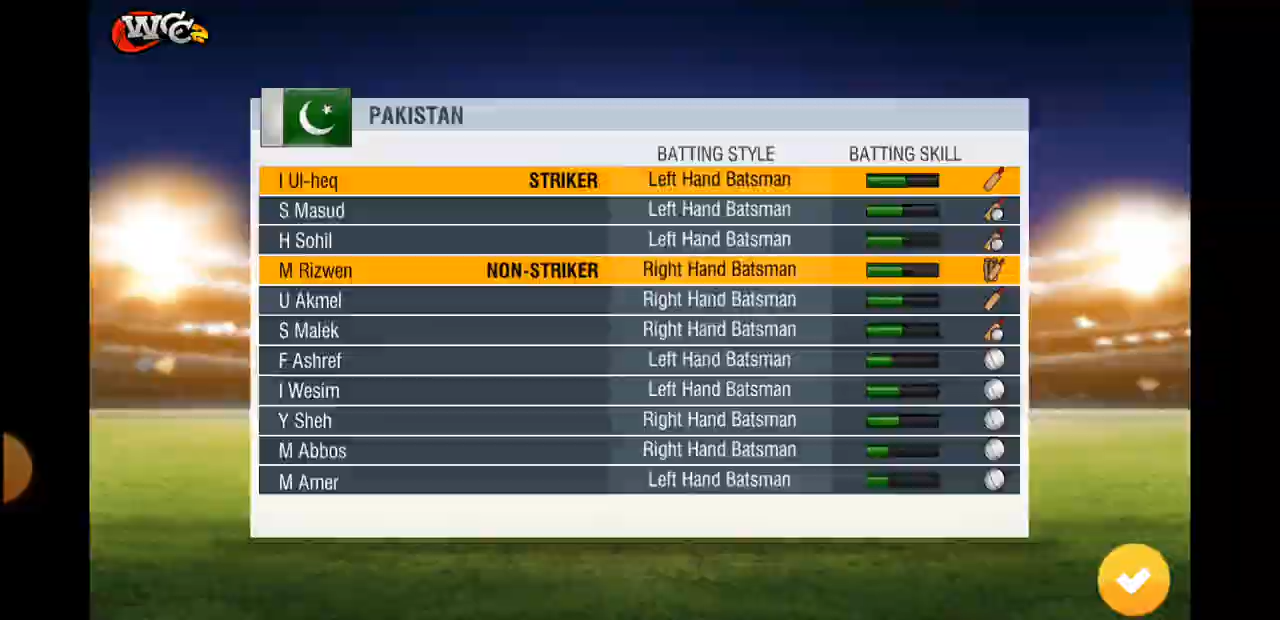 WCC2
PAKISTAN
BATTING STYLE BATTING SKILL
I Ul-heq STRIKER Left Hand Batsman
S Masud Left Hand Batsman
H Sohil Left Hand Batsman
M Rizwen NON-STRIKER Right Hand Batsman
U Akmel Right Hand Batsman
S Malek Right Hand Batsman
F Ashref Left Hand Batsman
I Wesim Left Hand Batsman
Y Sheh Right Hand Batsman
M Abbos Right Hand Batsman
M Amer Left Hand Batsman